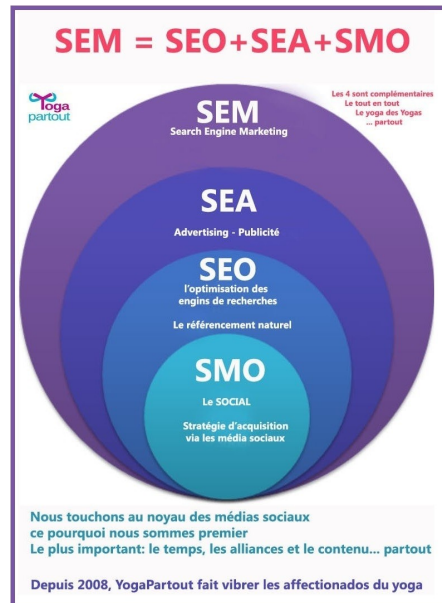 SEM = SEO+SEA+SMO
Yoga
partout
Les 4 sont complémentaires
Le tout en tout
Le yoga des Yogas
... partout
SEM
Search Engine Marketing
SEA
Advertising - Publicité
SEO
l'optimisation des
engins de recherches
Le référencement naturel
SMO
Le SOCIAL
Stratégie d'acquisition
via les média sociaux
Nous touchons au noyau des médias sociaux
ce pourquoi nous sommes premier
Le plus important: le temps, les alliances et le contenu... partout
Depuis 2008, YogaPartout fait vibrer les affectionados du yoga